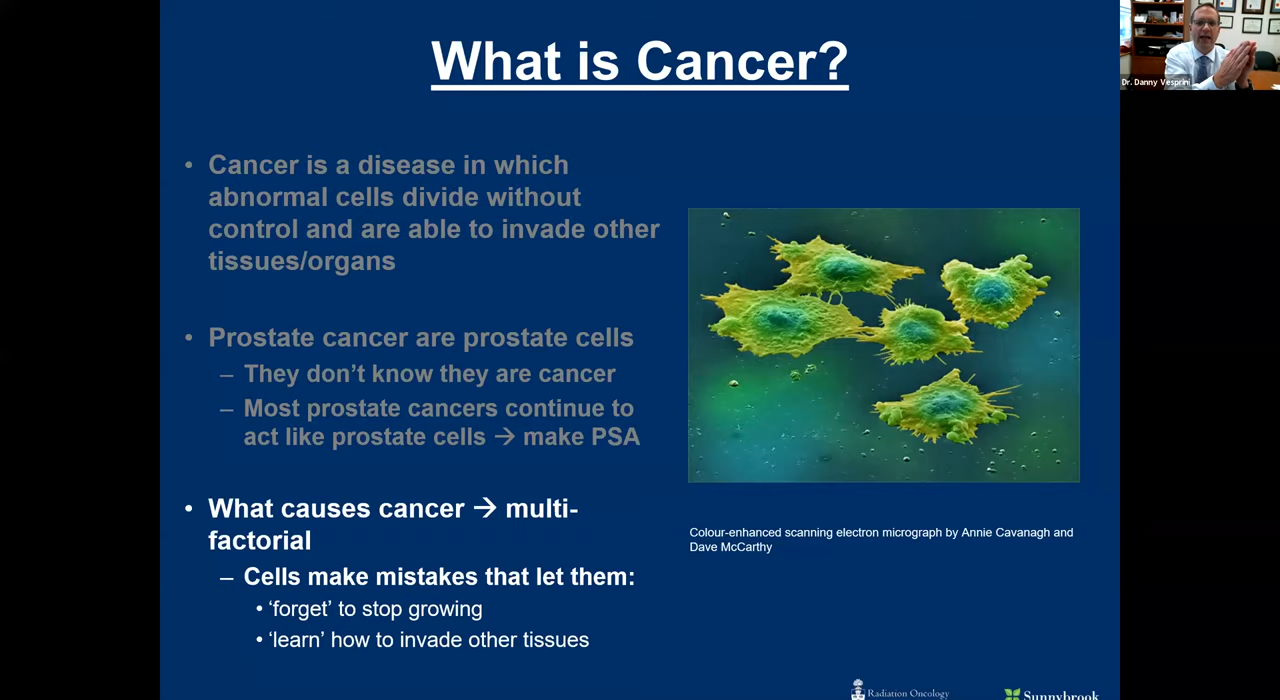 What is Cancer?
Dr. Danny Vesprini
• Cancer is a disease in which
abnormal cells divide without
control and are able to invade other
tissues/organs
• Prostate cancer are prostate cells
– They don’t know they are cancer
– Most prostate cancers continue to
act like prostate cells → make PSA
• What causes cancer → multi-
factorial
– Cells make mistakes that let them:
• ‘forget’ to stop growing
• ‘learn’ how to invade other tissues
Colour-enhanced scanning electron micrograph by Annie Cavanagh and
Dave McCarthy
Radiation Oncology
Sunnybrook